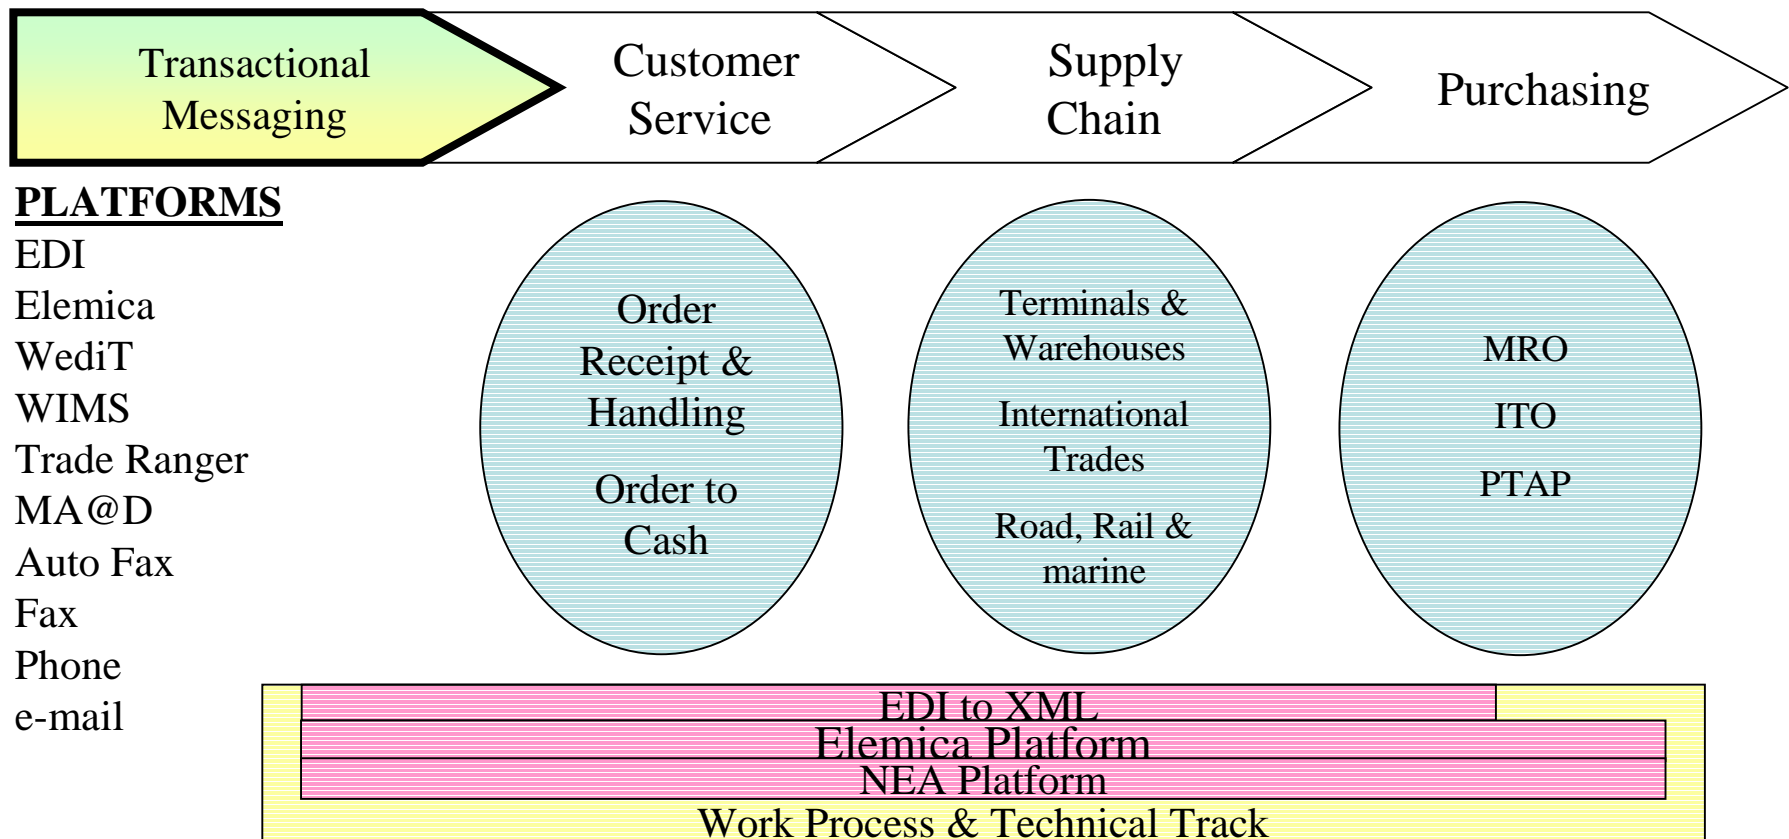 Transactional
Messaging
Customer
Service
Supply
Chain
Purchasing
PLATFORMS
EDI
Elemica
WediT
WIMS
Trade Ranger
MA@D
Auto Fax
Fax
Phone
e-mail
Order
Receipt &
Handling
Order to
Cash
Terminals &
Warehouses
International
Trades
Road, Rail &
marine
MRO
ITO
PTAP
EDI to XML
Elemica Platform
NEA Platform
Work Process & Technical Track